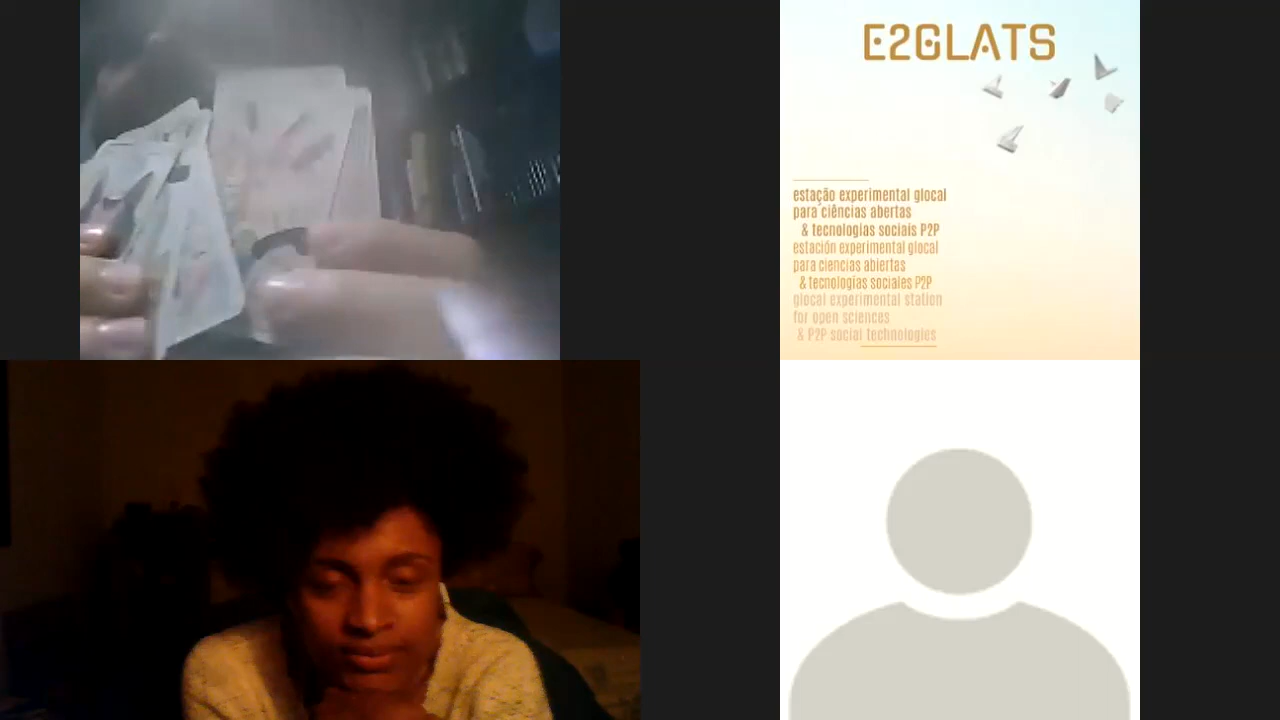 E2GLATS
estação experimental glocal
para ciências abertas
& tecnologias sociais P2P
estación experimental glocal
para ciencias abiertas
& tecnologías sociales P2P
glocal experimental station
for open sciences
& P2P social technologies